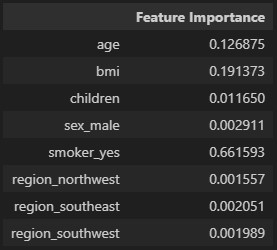 Feature Importance
age 0.126875
bmi 0.191373
children 0.011650
sex_male 0.002911
smoker_yes 0.661593
region_northwest 0.001557
region_southeast 0.002051
region_southwest 0.001989